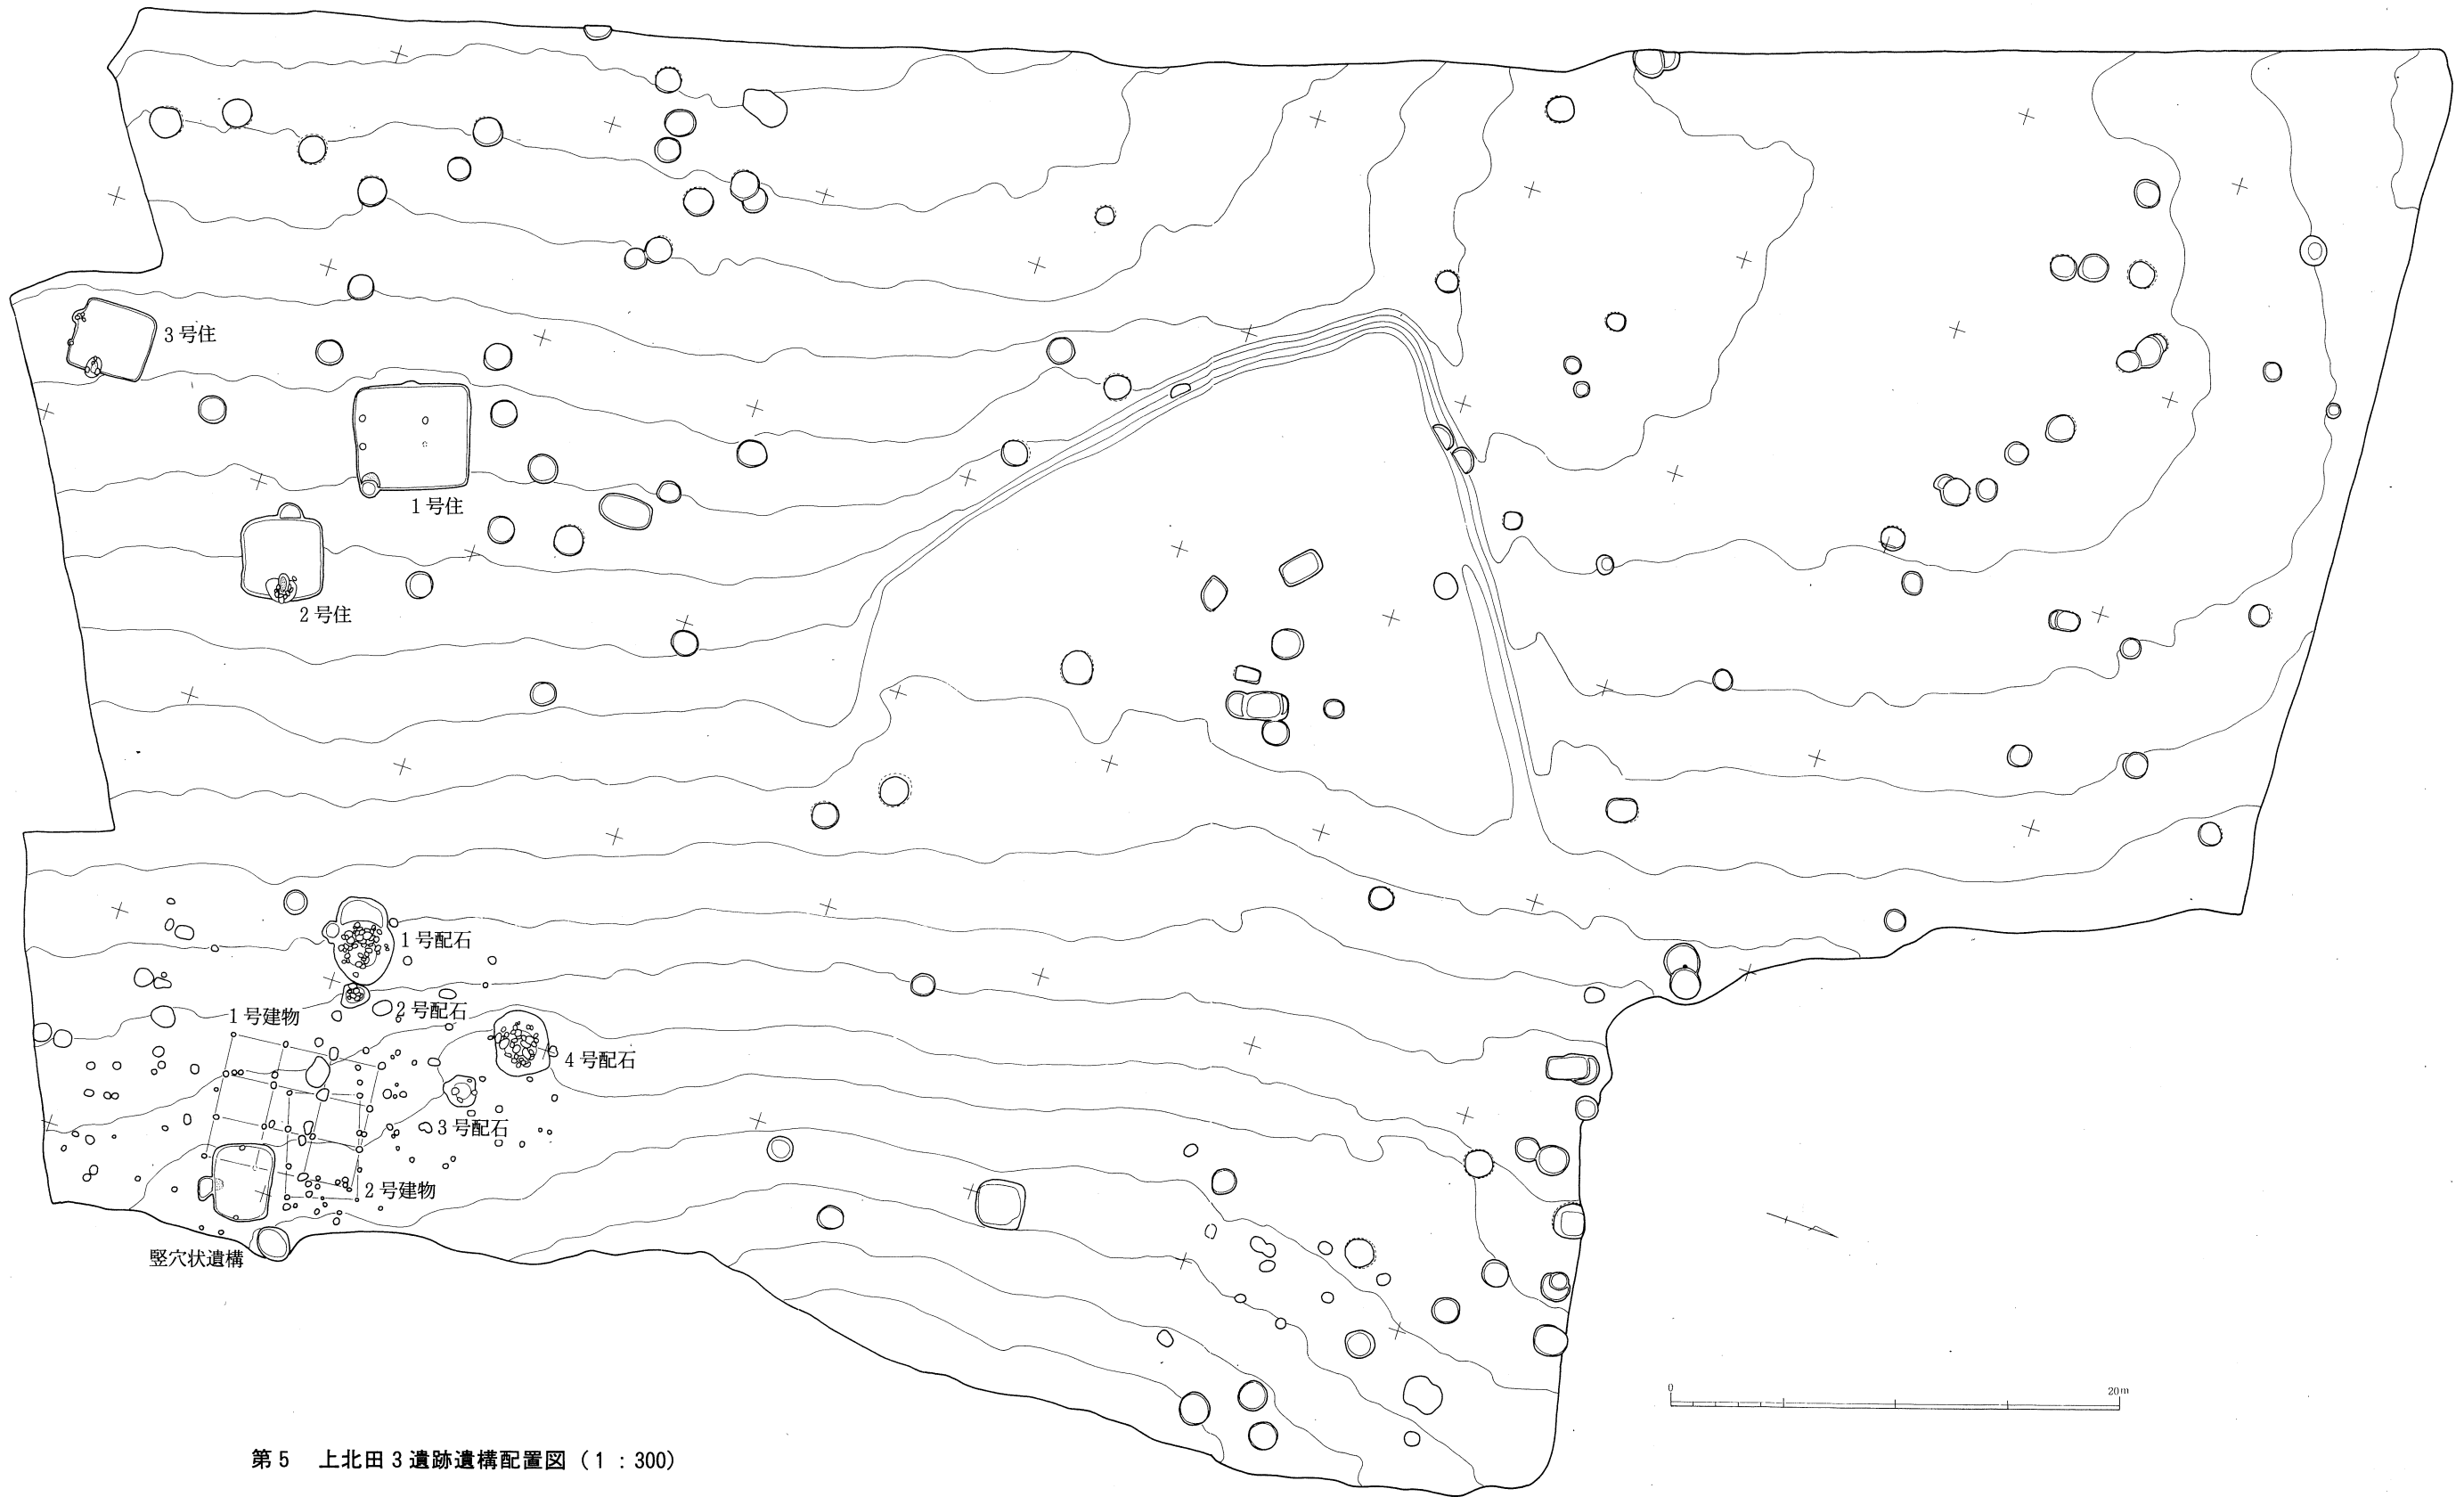 3号住
1号住
2号住
1号配石
2号配石
1号建物
4号配石
3号配石
2号建物
竪穴状遺構
0
20m
第5 上北田3遺跡遺構配置図（1：300）